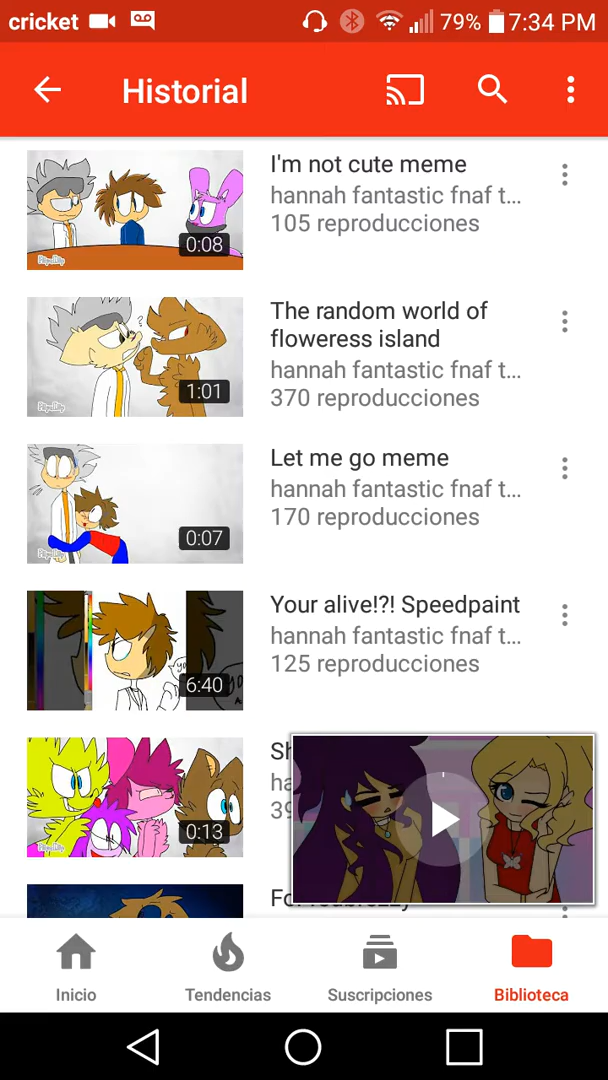 cricket 79% 7:34 PM
Historial
I'm not cute meme
hannah fantastic fnaf t...
105 reproducciones
0:08
The random world of
floweress island
hannah fantastic fnaf t...
370 reproducciones
1:01
Let me go meme
hannah fantastic fnaf t...
170 reproducciones
0:07
Your alive!?! Speedpaint
hannah fantastic fnaf t...
125 reproducciones
6:40
0:13
Inicio
Tendencias
Suscripciones
Biblioteca